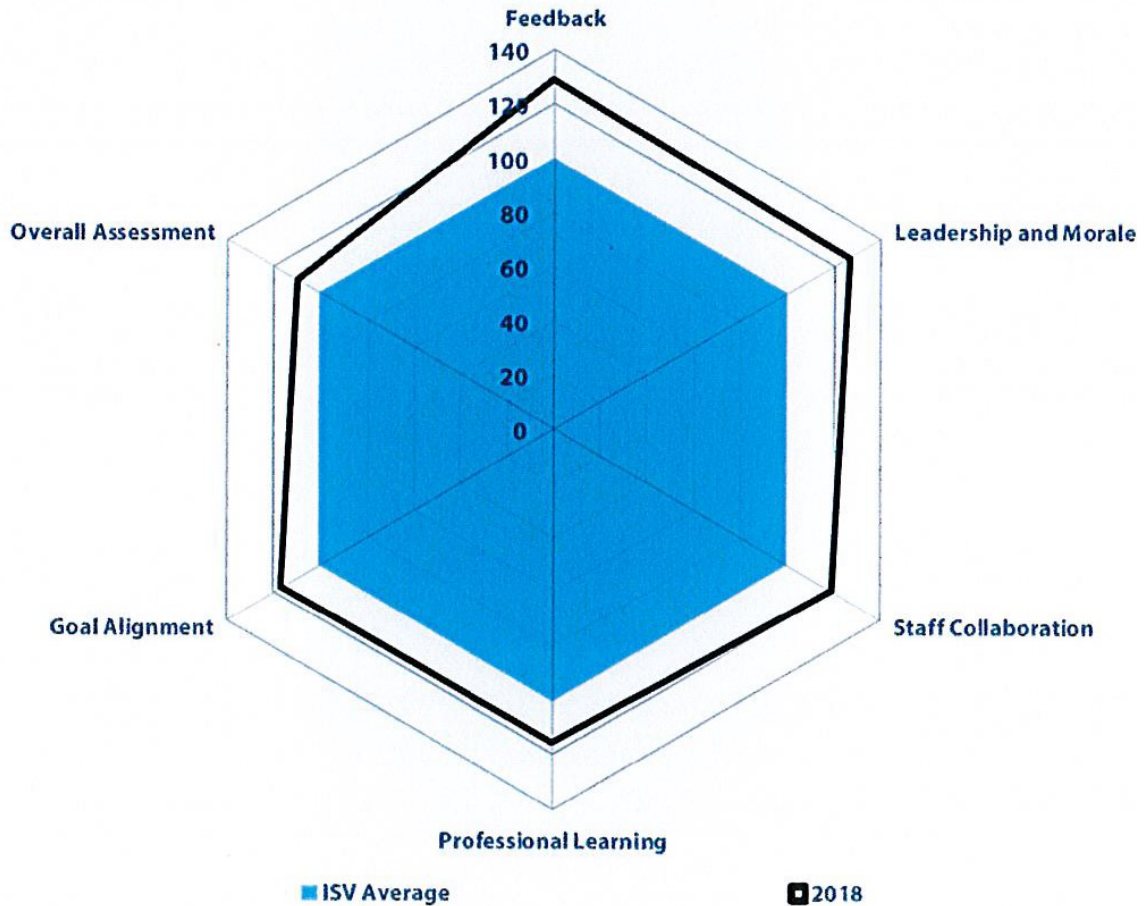 Feedback
140
120
100
80
60
40
20
0
Overall Assessment
Leadership and Morale
Goal Alignment
Staff Collaboration
Professional Learning
ISV Average
2018